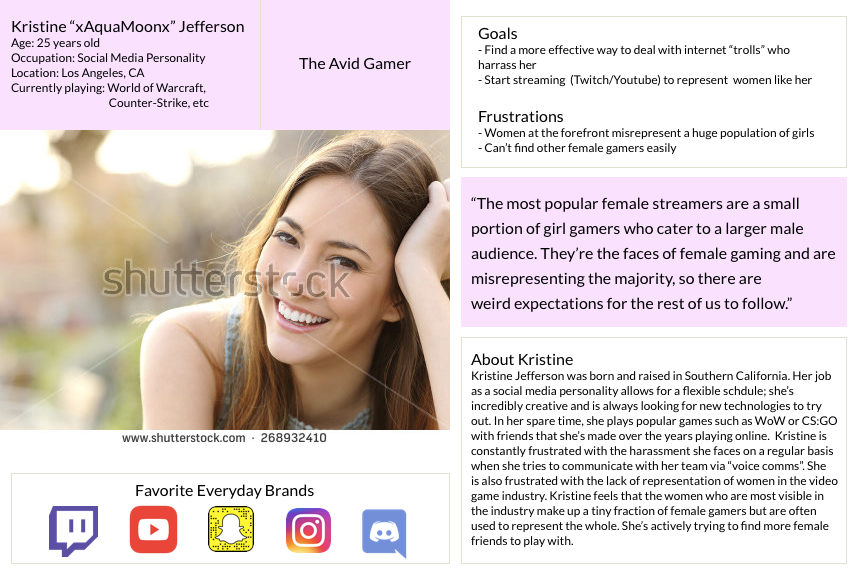 Kristine “xAquaMoonx” Jefferson
Age: 25 years old
Occupation: Social Media Personality
Location: Los Angeles, CA
Currently playing: World of Warcraft,
Counter-Strike, etc
The Avid Gamer
shutterstock
www.shutterstock.com · 268932410
Favorite Everyday Brands
Goals
- Find a more effective way to deal with internet “trolls” who
harrass her
- Start streaming (Twitch/Youtube) to represent women like her
Frustrations
- Women at the forefront misrepresent a huge population of girls
- Can’t find other female gamers easily
“The most popular female streamers are a small
portion of girl gamers who cater to a larger male
audience. They’re the faces of female gaming and are
misrepresenting the majority, so there are
weird expectations for the rest of us to follow.”
About Kristine
Kristine Jefferson was born and raised in Southern California. Her job
as a social media personality allows for a flexible schdule; she’s
incredibly creative and is always looking for new technologies to try
out. In her spare time, she plays popular games such as WoW or CS:GO
with friends that she’s made over the years playing online. Kristine is
constantly frustrated with the harassment she faces on a regular basis
when she tries to communicate with her team via “voice comms”. She
is also frustrated with the lack of representation of women in the video
game industry. Kristine feels that the women who are most visible in
the industry make up a tiny fraction of female gamers but are often
used to represent the whole. She’s actively trying to find more female
friends to play with.